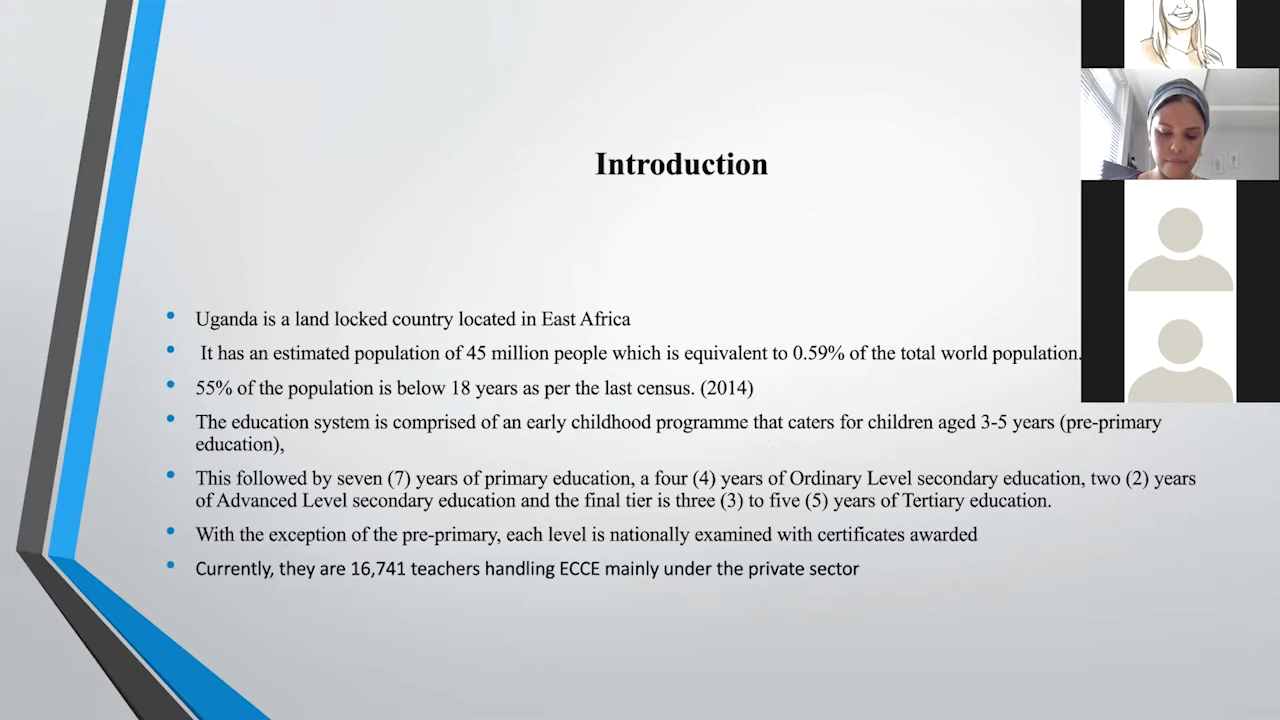 Introduction
Uganda is a land locked country located in East Africa
It has an estimated population of 45 million people which is equivalent to 0.59% of the total world population.
55% of the population is below 18 years as per the last census. (2014)
The education system is comprised of an early childhood programme that caters for children aged 3-5 years (pre-primary
education),
This followed by seven (7) years of primary education, a four (4) years of Ordinary Level secondary education, two (2) years
of Advanced Level secondary education and the final tier is three (3) to five (5) years of Tertiary education.
With the exception of the pre-primary, each level is nationally examined with certificates awarded
Currently, they are 16,741 teachers handling ECCE mainly under the private sector